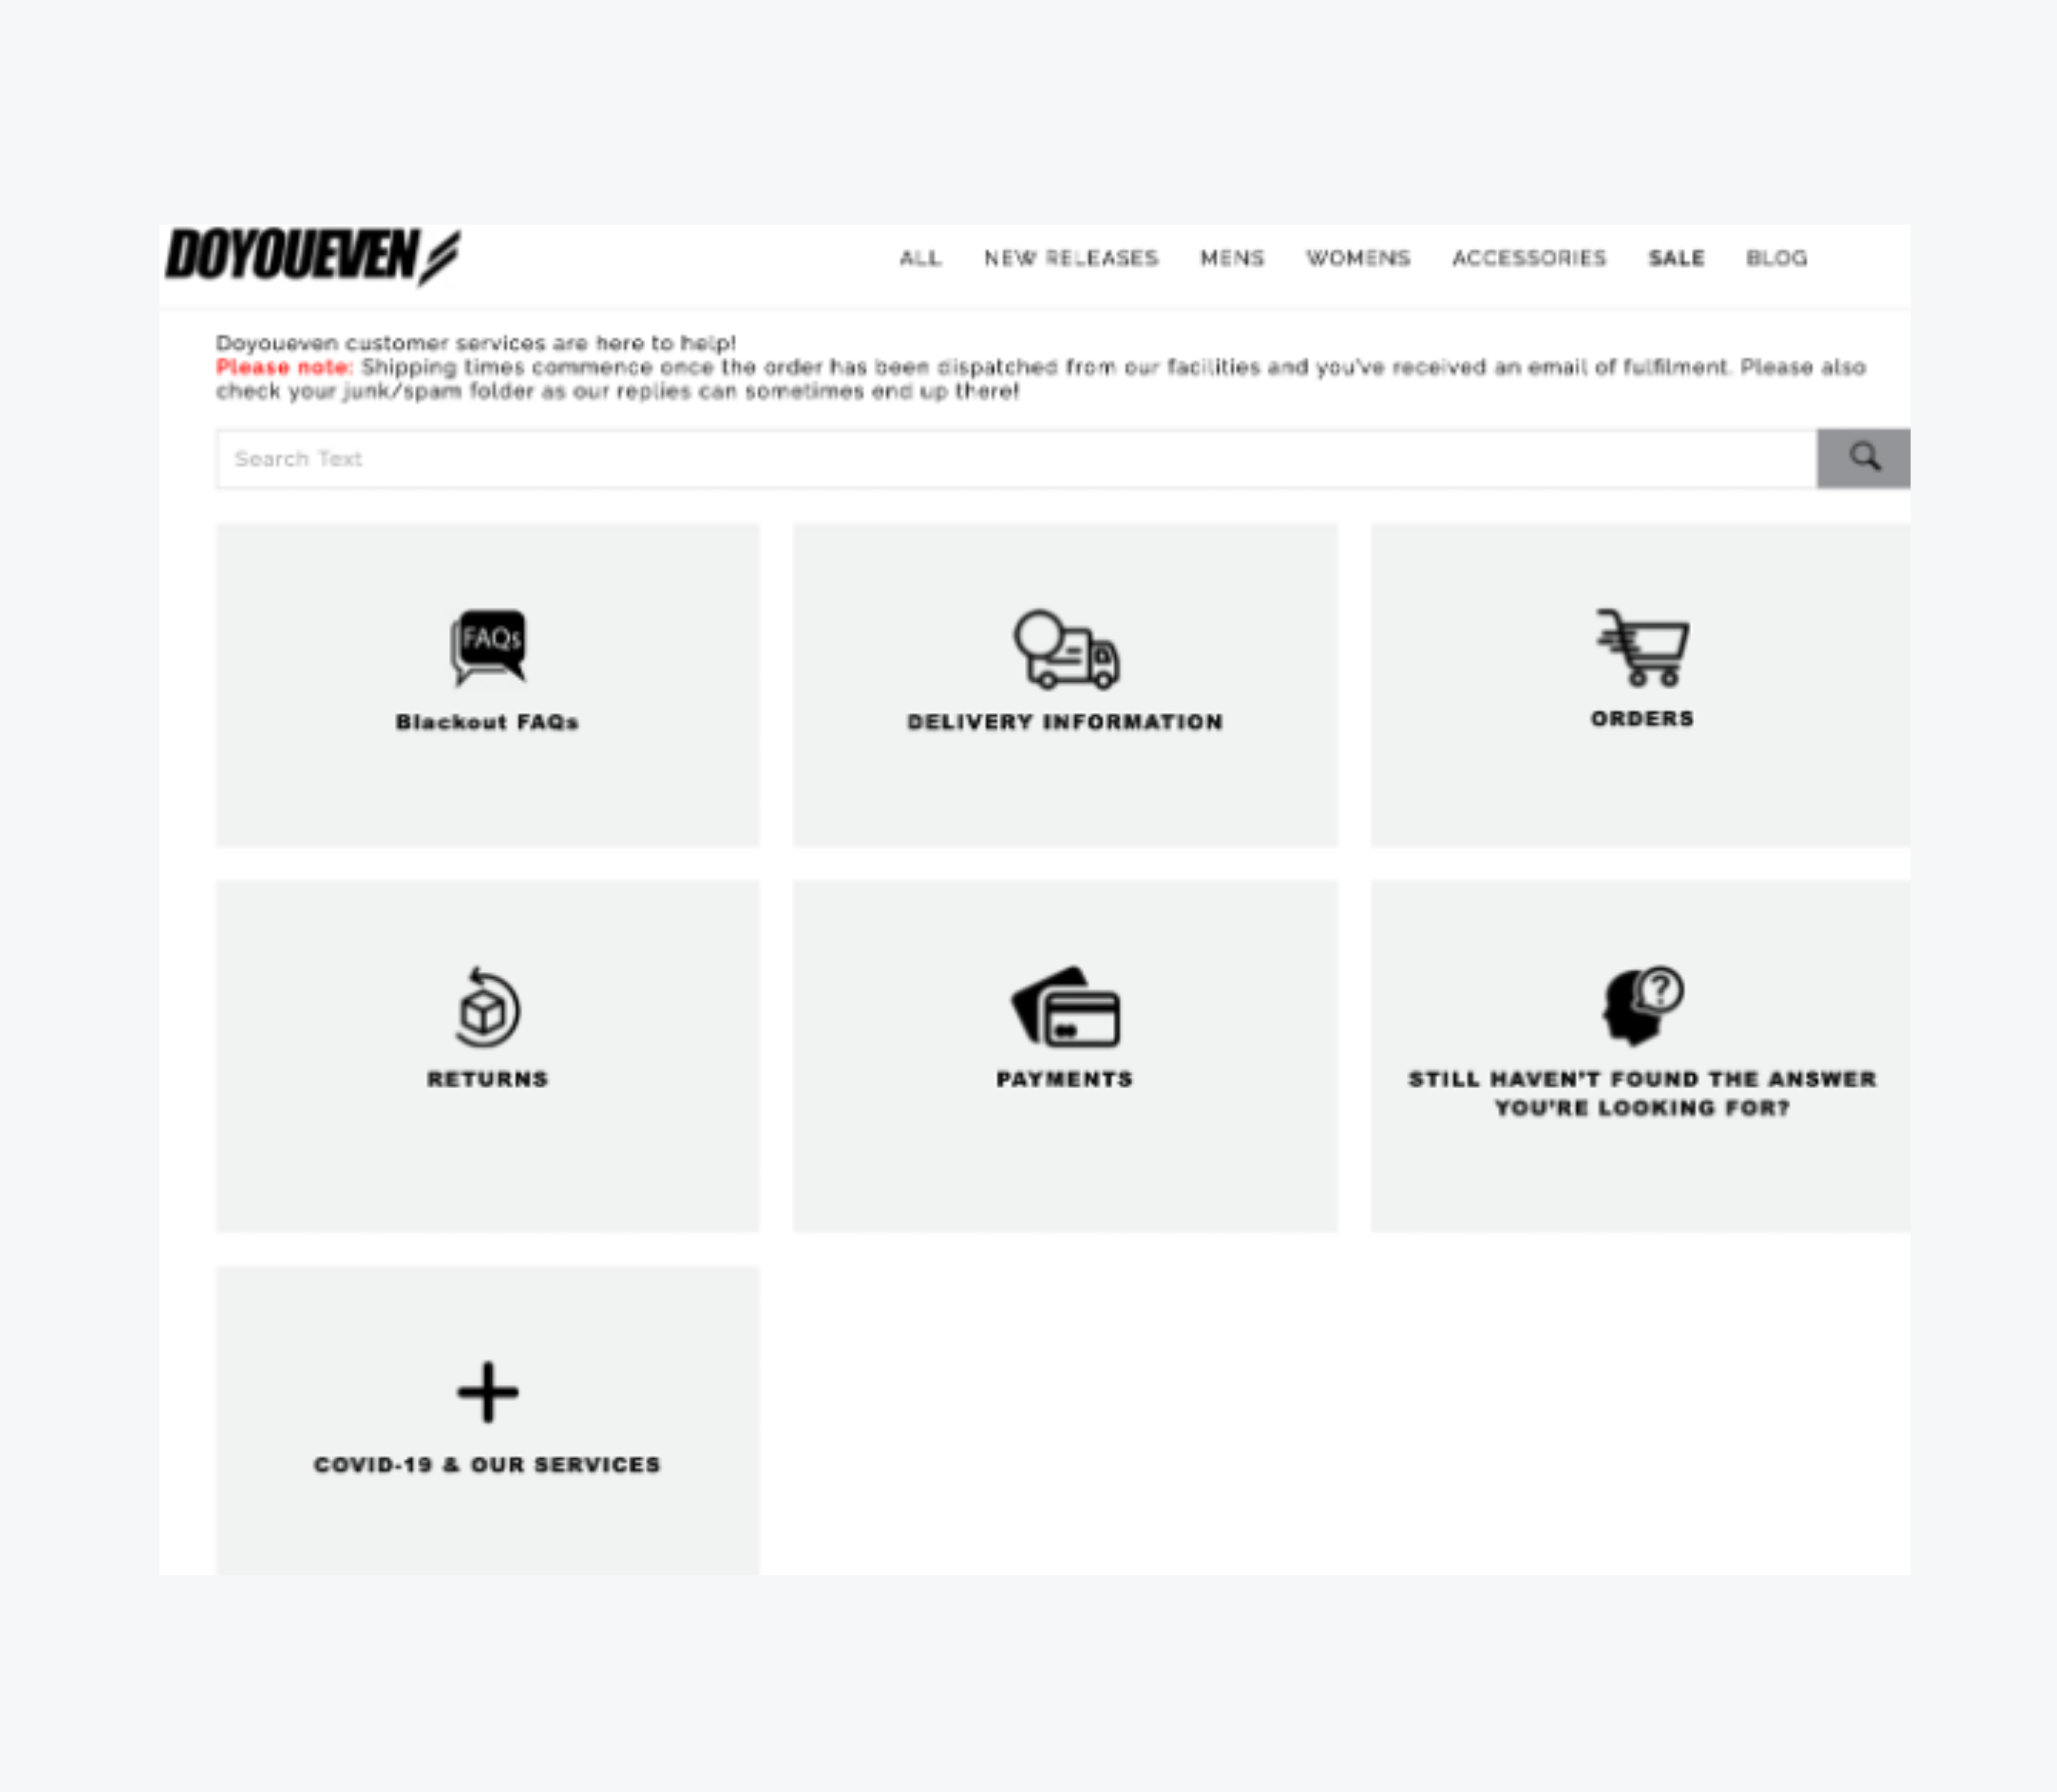 DOYOUEVEN
ALL NEW RELEASES MENS WOMENS ACCESSORIES SALE BLOG
Doyoueven customer services are here to help!
Please note: Shipping times commence once the order has been dispatched from our facilities and you've received an email of fulfilment. Please also
check your junk/spam folder as our replies can sometimes end up there!
Search Text
FAQs
Blackout FAQs
DELIVERY INFORMATION
ORDERS
RETURNS
PAYMENTS
?
STILL HAVEN'T FOUND THE ANSWER
YOU'RE LOOKING FOR?
COVID-19 & OUR SERVICES